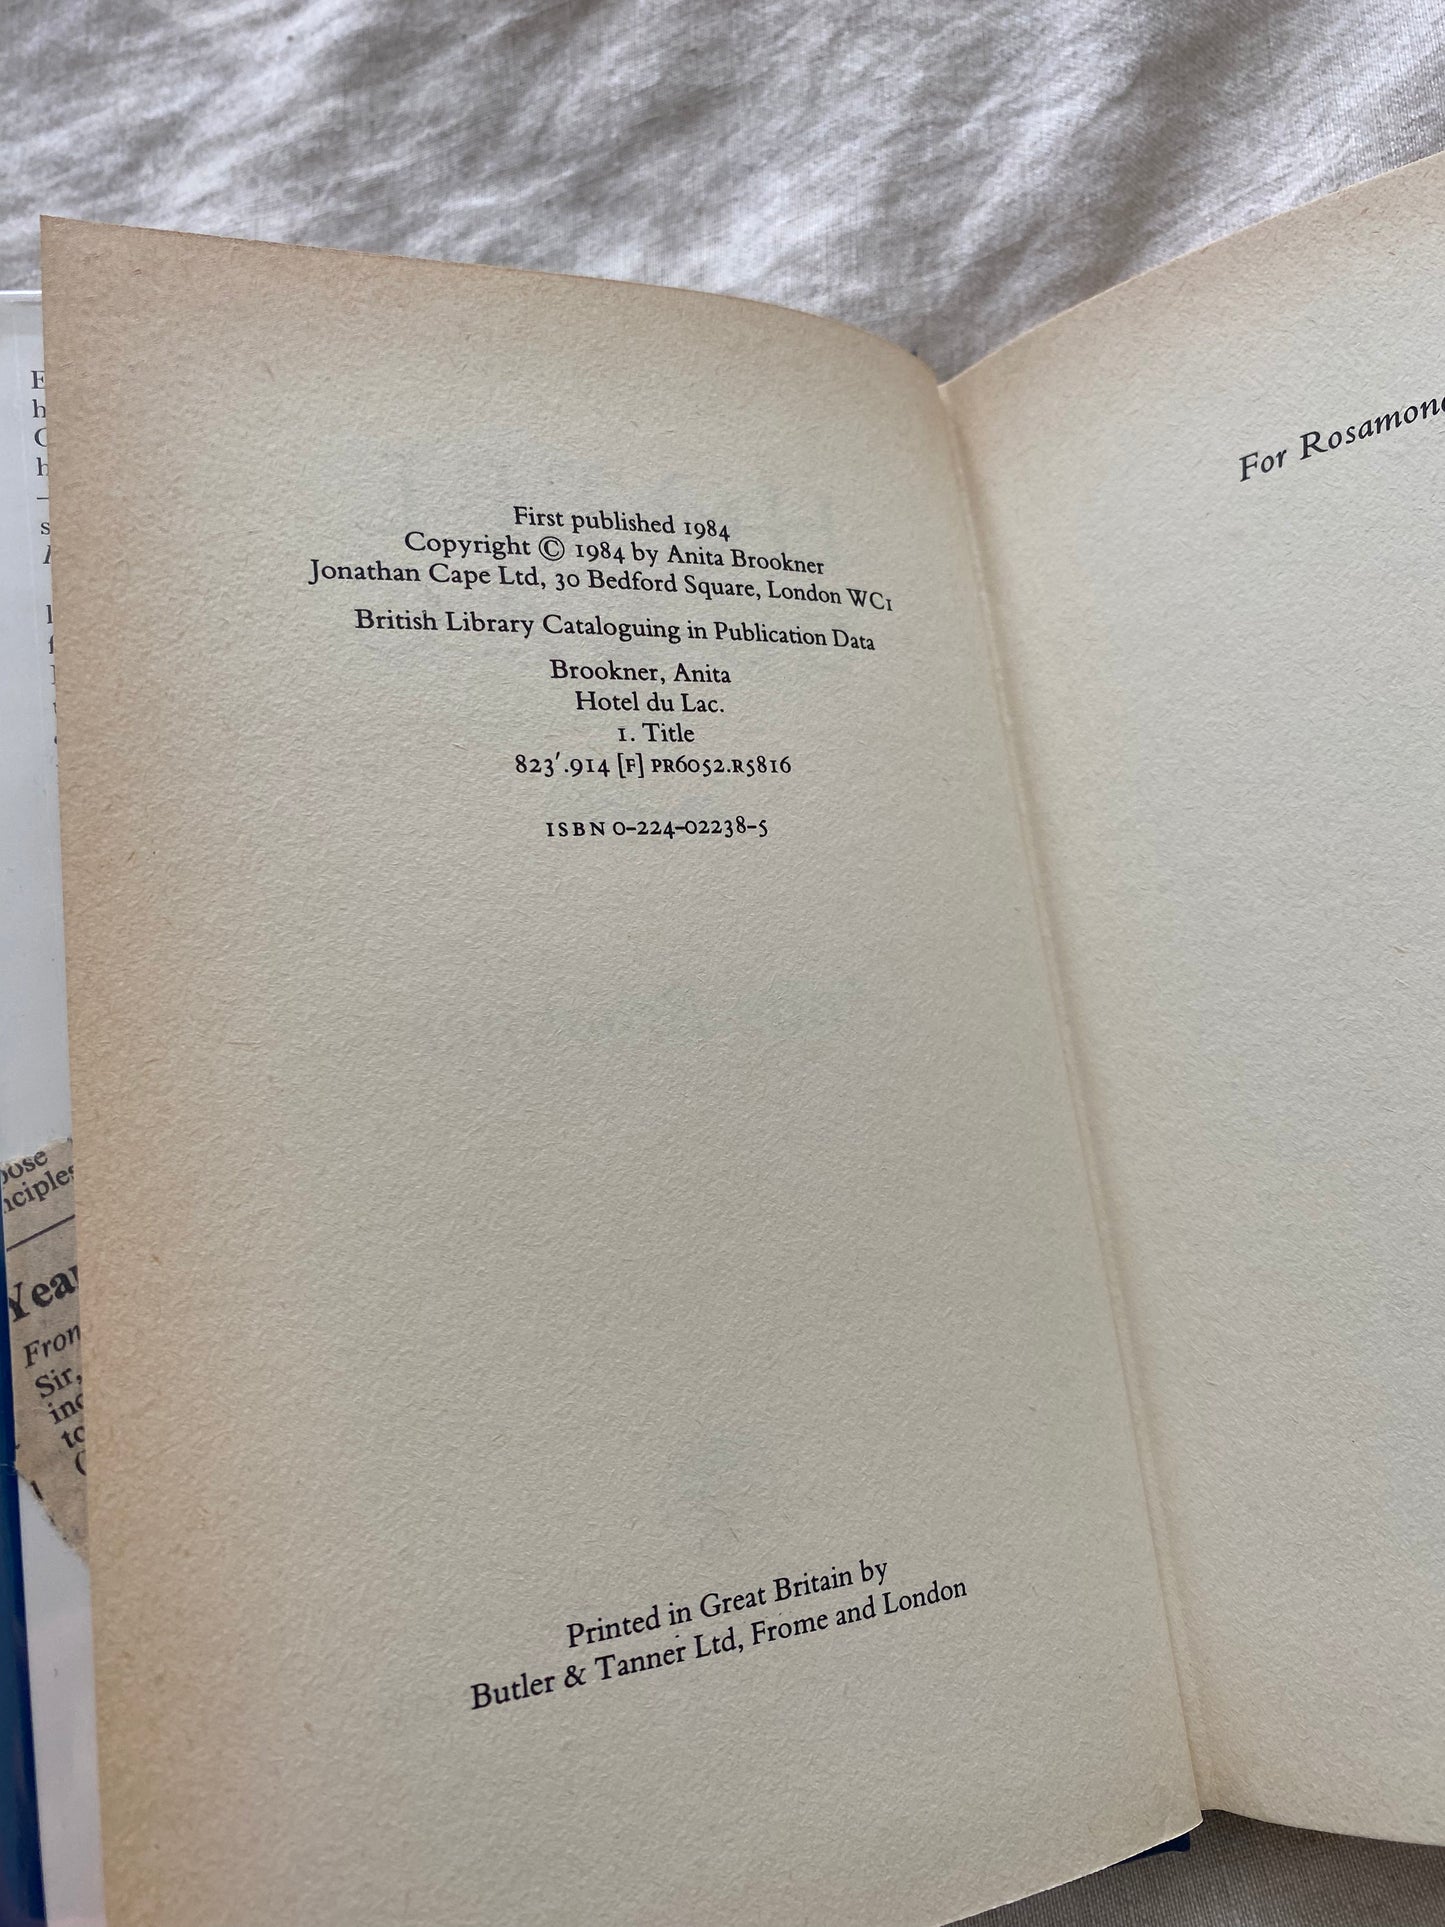 First published 1984
Copyright © 1984 by Anita Brookner
Jonathan Cape Ltd, 30 Bedford Square, London WC1
British Library Cataloguing in Publication Data
Brookner, Anita
Hotel du Lac.
1. Title
823'.914 [F] PR6052.R5816
ISBN 0-224-02238-5
Printed in Great Britain by
Butler & Tanner Ltd, Frome and London
For
Sir,